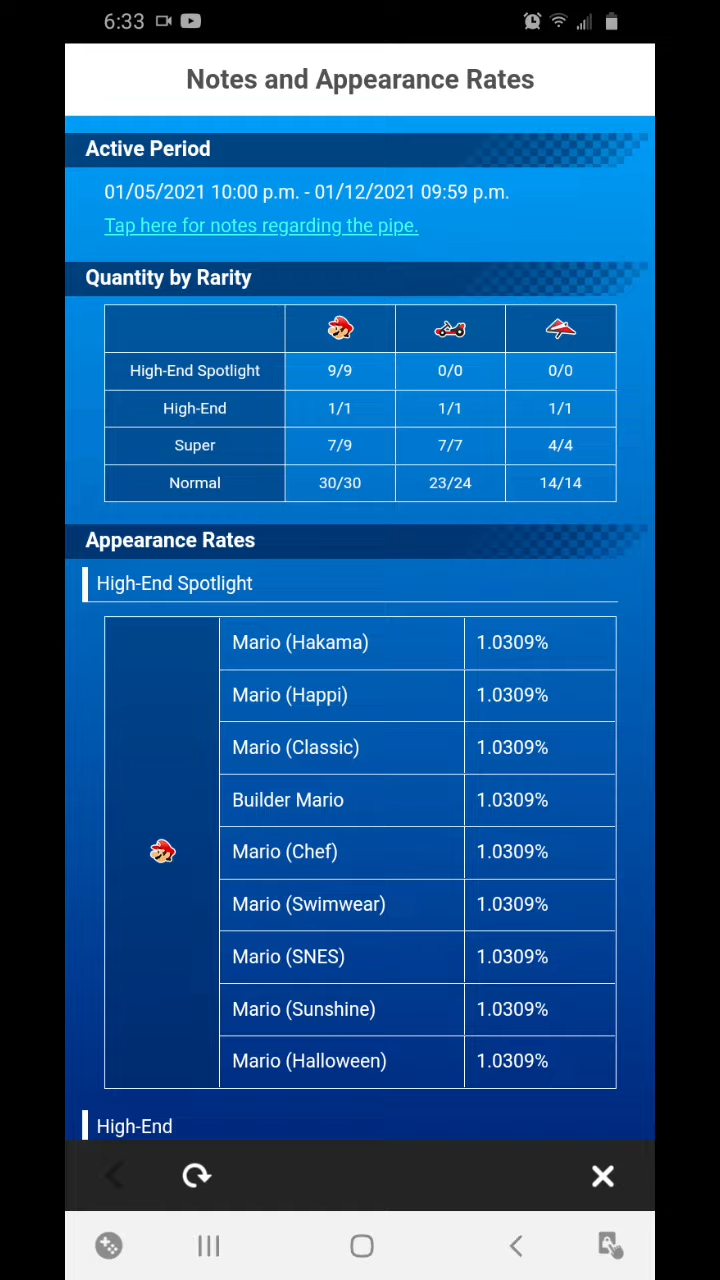 6:33
Notes and Appearance Rates
Active Period
01/05/2021 10:00 p.m. - 01/12/2021 09:59 p.m.
Tap here for notes regarding the pipe.
Quantity by Rarity
High-End Spotlight 9/9 0/0 0/0
High-End 1/1 1/1 1/1
Super 7/9 7/7 4/4
Normal 30/30 23/24 14/14
Appearance Rates
High-End Spotlight
Mario (Hakama) 1.0309%
Mario (Happi) 1.0309%
Mario (Classic) 1.0309%
Builder Mario 1.0309%
Mario (Chef) 1.0309%
Mario (Swimwear) 1.0309%
Mario (SNES) 1.0309%
Mario (Sunshine) 1.0309%
Mario (Halloween) 1.0309%
High-End